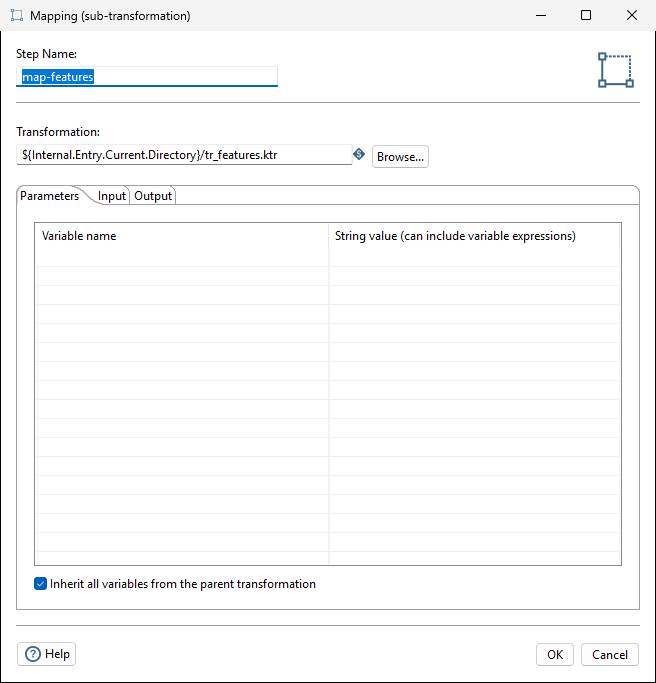 Mapping (sub-transformation)
Step Name:
map-features
Transformation:
${Internal.Entry.Current.Directory}/tr_features.ktr
Browse...
Parameters Input Output
Variable name String value (can include variable expressions)
Inherit all variables from the parent transformation
Help OK Cancel